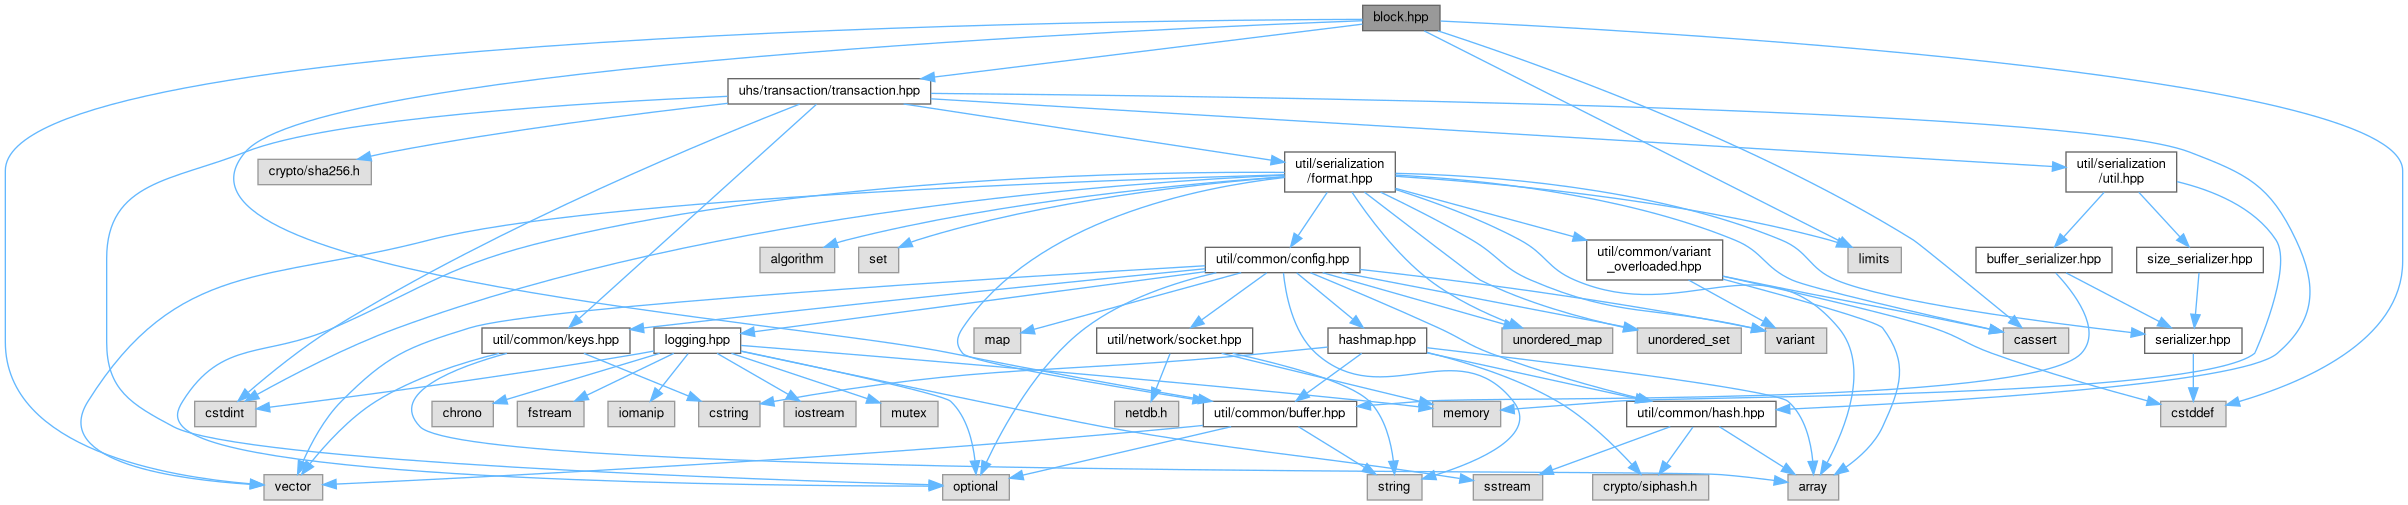 block.hpp
uhs/transaction/transaction.hpp
crypto/sha256.h
util/serialization
/format.hpp
util/serialization
/util.hpp
algorithm
set
util/common/config.hpp
util/common/variant
_overloaded.hpp
limits
buffer_serializer.hpp
size_serializer.hpp
util/common/keys.hpp
logging.hpp
map
util/network/socket.hpp
hashmap.hpp
unordered_map
unordered_set
variant
cassert
serializer.hpp
cstdint
chrono
fstream
iomanip
cstring
iostream
mutex
netdb.h
util/common/buffer.hpp
memory
util/common/hash.hpp
cstddef
vector
optional
string
sstream
crypto/siphash.h
array